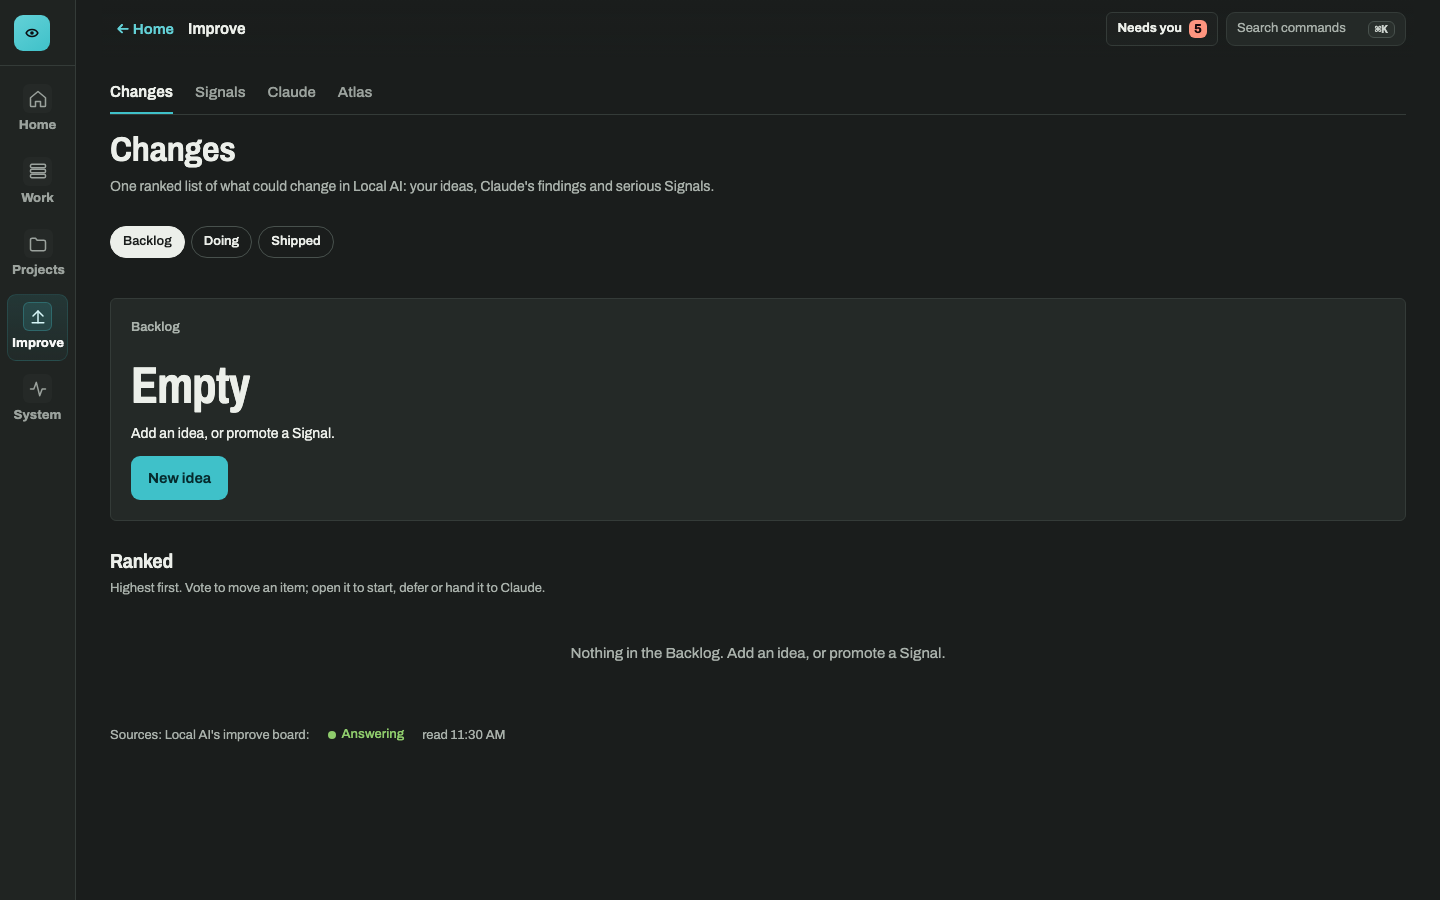 ← Home Improve
Needs you 5
Search commands ⌘K
Home
Work
Projects
Improve
System
Changes Signals Claude Atlas
Changes
One ranked list of what could change in Local AI: your ideas, Claude's findings and serious Signals.
Backlog Doing Shipped
Backlog
Empty
Add an idea, or promote a Signal.
New idea
Ranked
Highest first. Vote to move an item; open it to start, defer or hand it to Claude.
Nothing in the Backlog. Add an idea, or promote a Signal.
Sources: Local AI's improve board: Answering read 11:30 AM